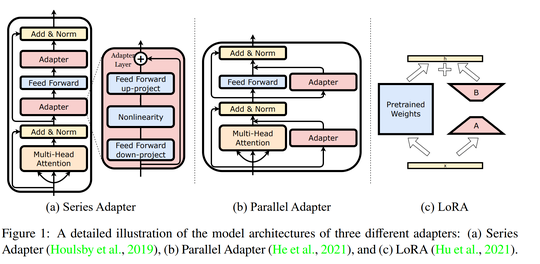 Add & Norm
Adapter
Feed Forward
Adapter
Add & Norm
Multi-Head
Attention
Adapter
Layer
Feed Forward
up-project
Nonlinearity
Feed Forward
down-project
(a) Series Adapter
Add & Norm
Feed Forward
Adapter
Add & Norm
Multi-Head
Attention
Adapter
(b) Parallel Adapter
h
Pretrained
Weights
B
A
x
(c) LoRA
Figure 1: A detailed illustration of the model architectures of three different adapters: (a) Series
Adapter (Houlsby et al., 2019), (b) Parallel Adapter (He et al., 2021), and (c) LoRA (Hu et al., 2021).